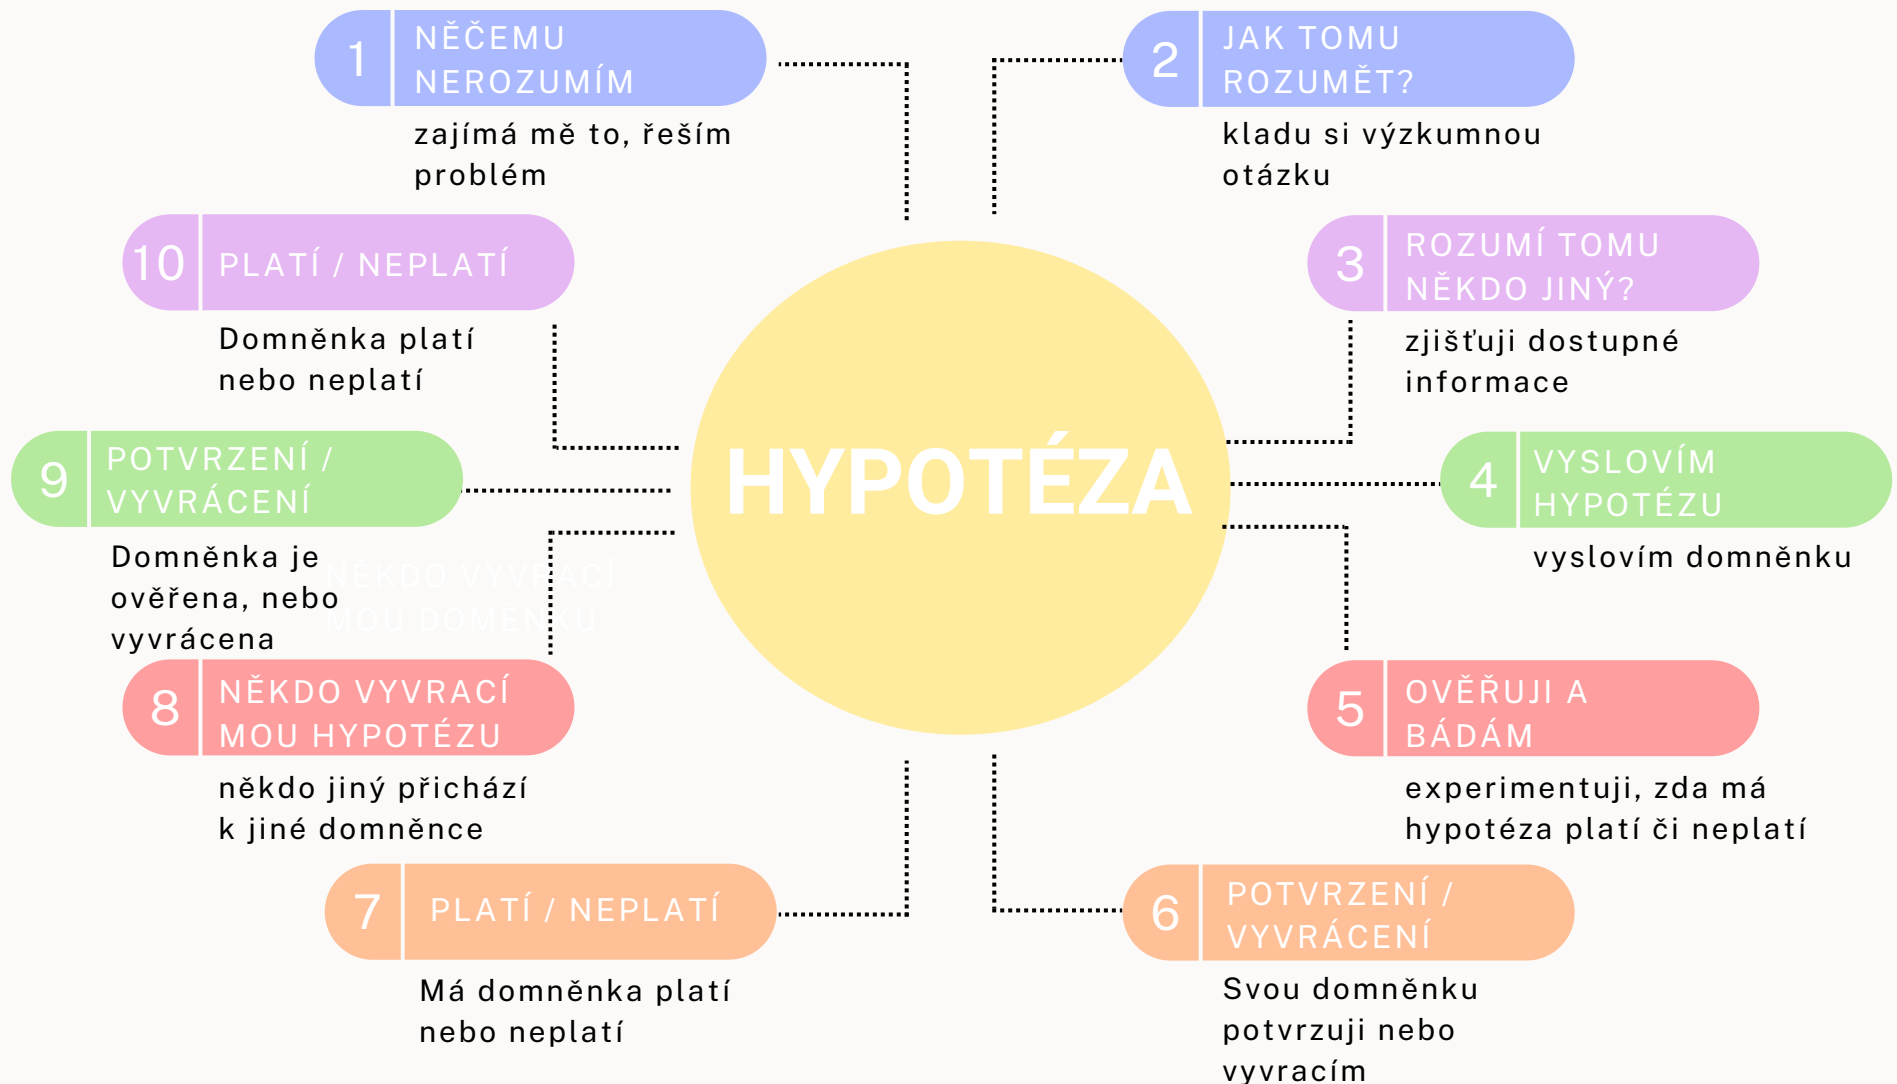 1
NĚČEMU
NEROZUMÍM
zajímá mě to, řeším
problém
2
JAK TOMU
ROZUMĚT?
kladu si výzkumnou
otázku
3
ROZUMÍ TOMU
NĚKDO JINÝ?
zjišťuji dostupné
informace
4
VYSLOVÍM
HYPOTÉZU
vyslovím domněnku
5
OVĚŘUJI A
BÁDÁM
experimentuji, zda má
hypotéza platí či neplatí
6
POTVRZENÍ /
VYVRÁCENÍ
Svou domněnku
potvrzuji nebo
vyvracím
7
PLATÍ / NEPLATÍ
Má domněnka platí
nebo neplatí
8
NĚKDO VYVRACÍ
MOU HYPOTÉZU
někdo jiný přichází
k jiné domněnce
9
POTVRZENÍ /
VYVRÁCENÍ
Domněnka je
ověřena, nebo
vyvrácena
NĚKDO VYVRACÍ
MOU DOMĚNKU
10
PLATÍ / NEPLATÍ
Domněnka platí
nebo neplatí
HYPOTÉZA